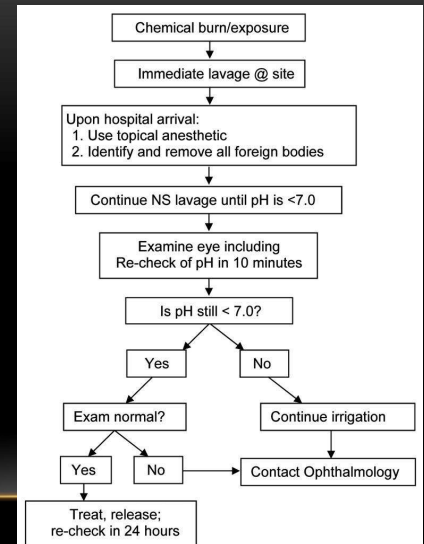 Chemical burn/exposure
Immediate lavage @ site
Upon hospital arrival:
1. Use topical anesthetic
2. Identify and remove all foreign bodies
Continue NS lavage until pH is <7.0
Examine eye including
Re-check of pH in 10 minutes
Is pH still < 7.0?
Yes
No
Exam normal?
Continue irrigation
Yes
No
Contact Ophthalmology
Treat, release;
re-check in 24 hours